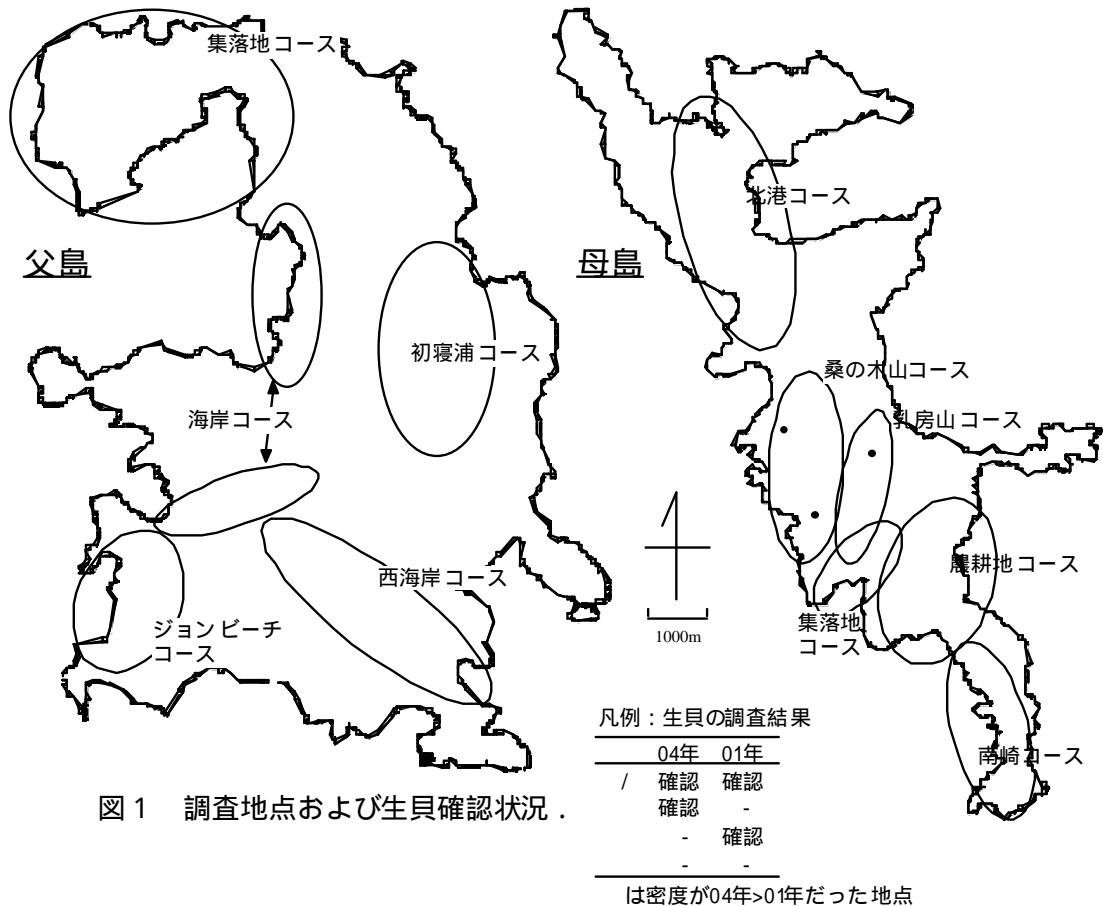 集落地コース
父島
初寝浦コース
海岸コース
西海岸コース
ジョンビーチ
コース
母島
北港コース
桑の木山コース
乳房山コース
農耕地コース
集落地
コース
南崎コース
1000m
凡例：生貝の調査結果
04年 01年
/ 確認 確認
確認 -
- 確認
- -
は密度が04年>01年だった地点
図1 調査地点および生貝確認状況．